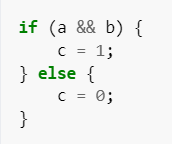 if (a && b) {
    c = 1;
} else {
    c = 0;
}